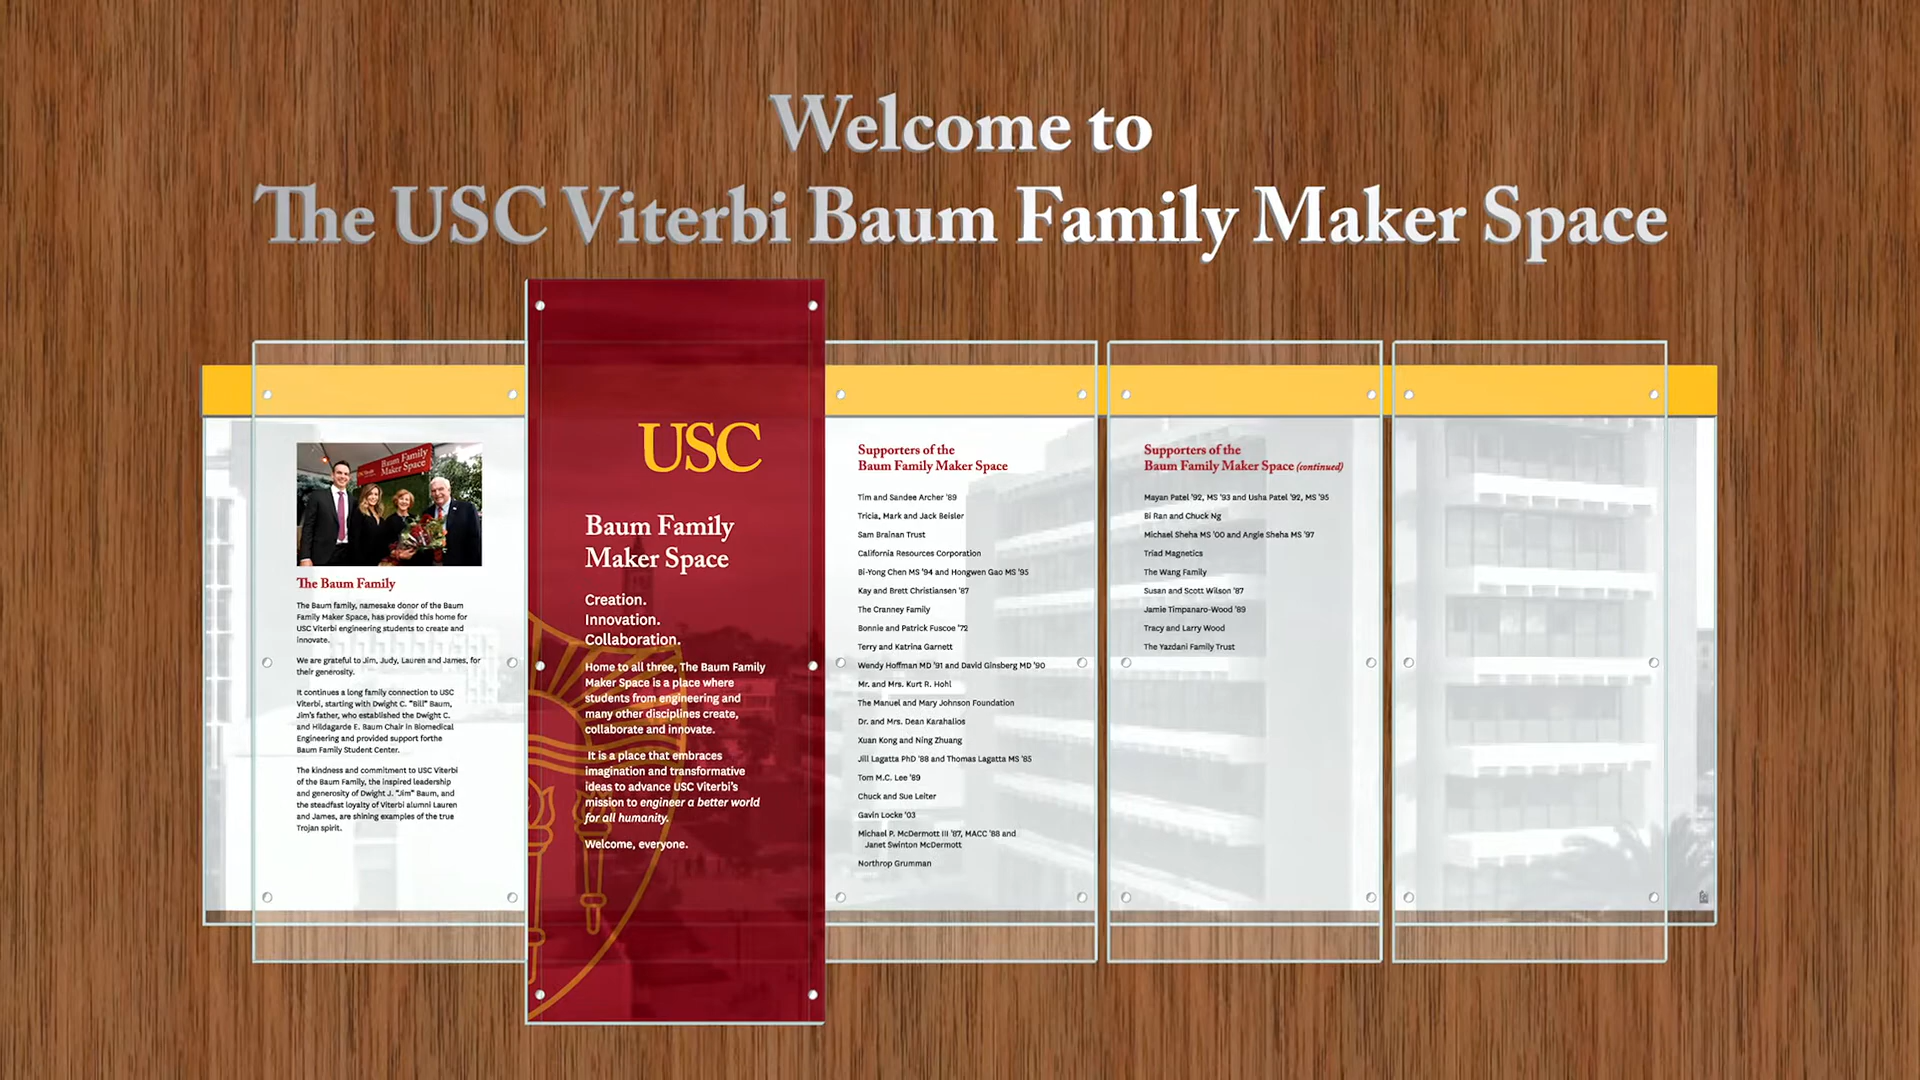 Welcome to
The USC Viterbi Baum Family Maker Space
Baum Family
Maker Space
The Baum Family
The Baum family, namesake donor of the Baum
Family Maker Space, has provided this home for
USC Viterbi engineering students to create and
innovate.
We are grateful to Jim, Judy, Lauren and James, for
their generosity.
It continues a long family connection to USC
Viterbi, starting with Dwight C. "Bill" Baum,
Jim's father, who established the Dwight C.
and Hildagarde E. Baum Chair in Biomedical
Engineering and provided support forthe
Baum Family Student Center.
The kindness and commitment to USC Viterbi
of the Baum Family, the inspired leadership
and generosity of Dwight J. "Jim" Baum, and
the steadfast loyalty of Viterbi alumni Lauren
and James, are shining examples of the true
Trojan spirit.
USC
Baum Family
Maker Space
Creation.
Innovation.
Collaboration.
Home to all three, The Baum Family
Maker Space is a place where
students from engineering and
many other disciplines create,
collaborate and innovate.
It is a place that embraces
imagination and transformative
ideas to advance USC Viterbi's
mission to engineer a better world
for all humanity.
Welcome, everyone.
Supporters of the
Baum Family Maker Space
Tim and Sandee Archer '89
Tricia, Mark and Jack Beisler
Sam Brainan Trust
California Resources Corporation
Bi-Yong Chen MS '94 and Hongwen Gao MS '95
Kay and Brett Christiansen '87
The Cranney Family
Bonnie and Patrick Fuscoe '72
Terry and Katrina Garnett
Wendy Hoffman MD '91 and David Ginsberg MD '90
Mr. and Mrs. Kurt R. Hohl
The Manuel and Mary Johnson Foundation
Dr. and Mrs. Dean Karahalios
Xuan Kong and Ning Zhuang
Jill Lagatta PhD '88 and Thomas Lagatta MS '85
Tom M.C. Lee '89
Chuck and Sue Leiter
Gavin Locke '03
Michael P. McDermott III '87, MACC '88 and
Janet Swinton McDermott
Northrop Grumman
Supporters of the
Baum Family Maker Space (continued)
Mayan Patel '92, MS '93 and Usha Patel '92, MS '95
Bi Ran and Chuck Ng
Michael Sheha MS '00 and Angie Sheha MS '97
Triad Magnetics
The Wang Family
Susan and Scott Wilson '87
Jamie Timpanaro-Wood '89
Tracy and Larry Wood
The Yazdani Family Trust